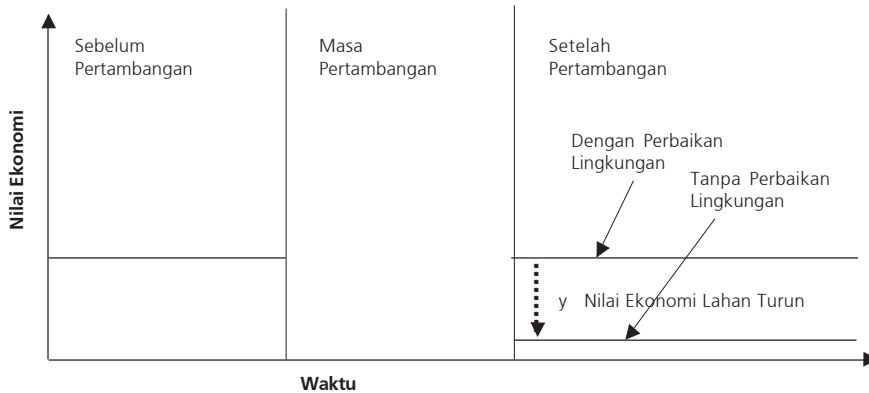 Sebelum
Pertambangan
Masa
Pertambangan
Setelah
Pertambangan
Nilai Ekonomi
Dengan Perbaikan
Lingkungan
Tanpa Perbaikan
Lingkungan
y Nilai Ekonomi Lahan Turun
Waktu